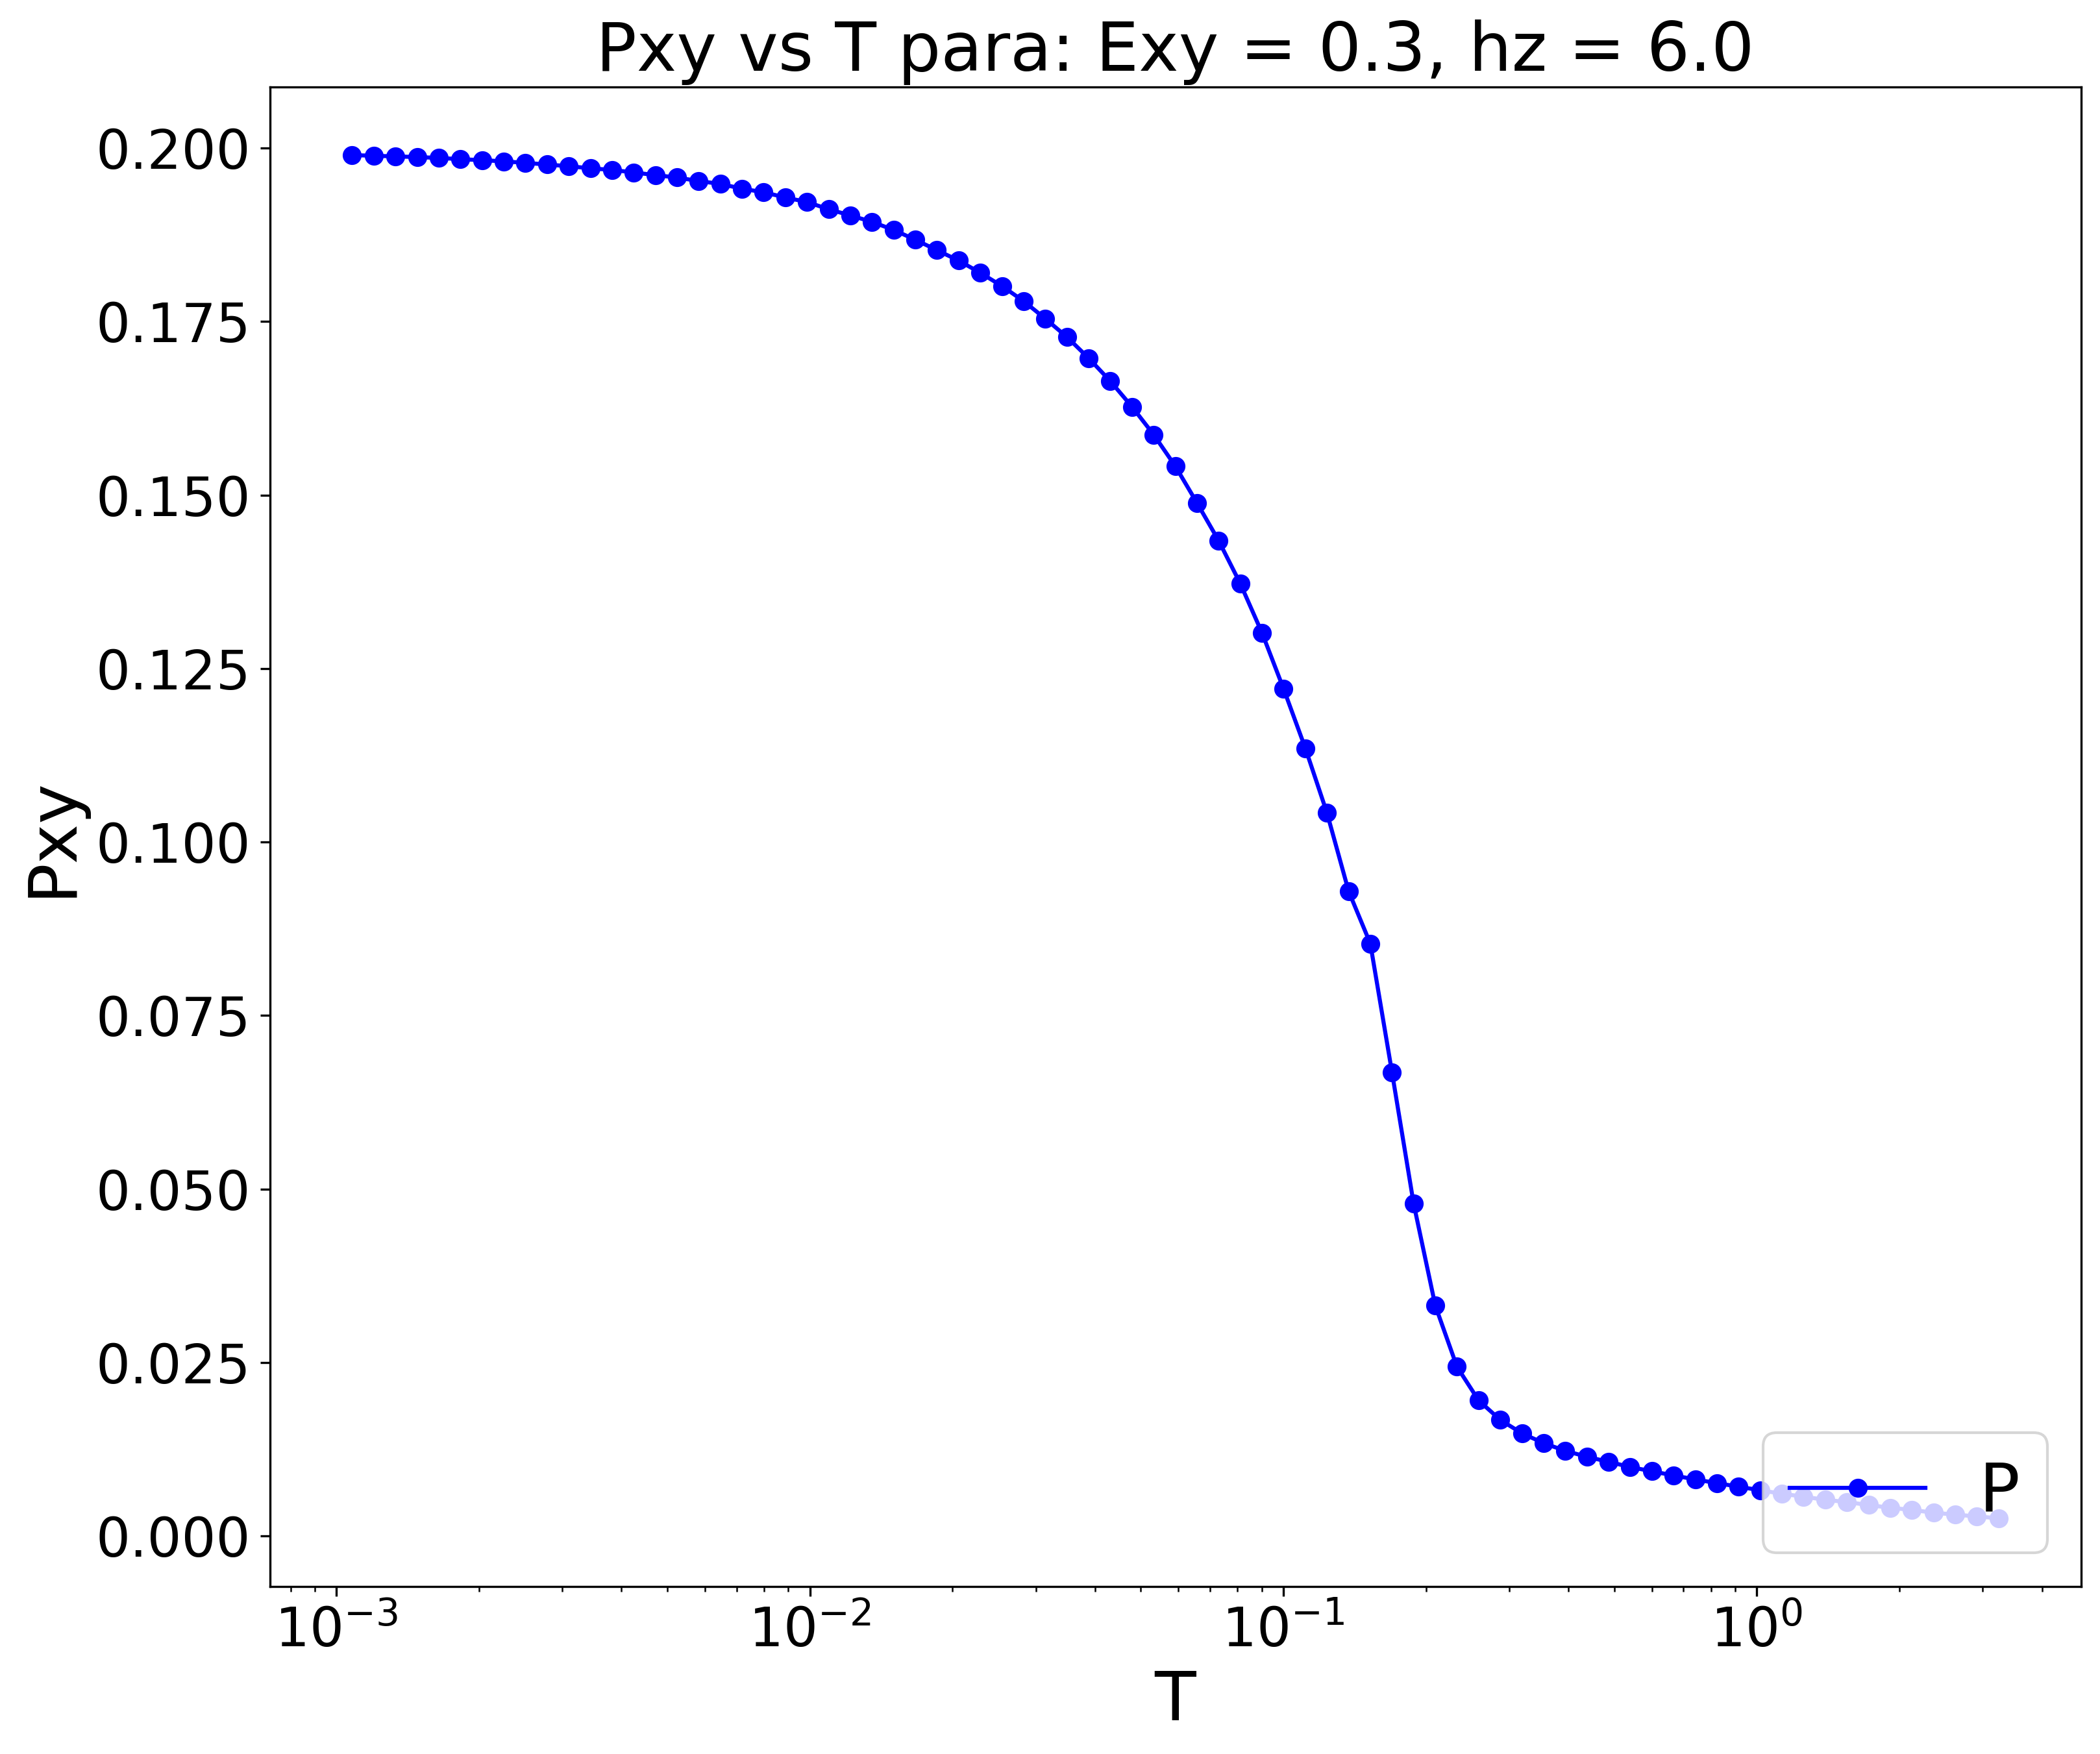 Pxy vs T para: Exy = 0.3, hz = 6.0
Pxy
0.200
0.175
0.150
0.125
0.100
0.075
0.050
0.025
0.000
P
10⁻³ 10⁻² 10⁻¹ 10⁰
T